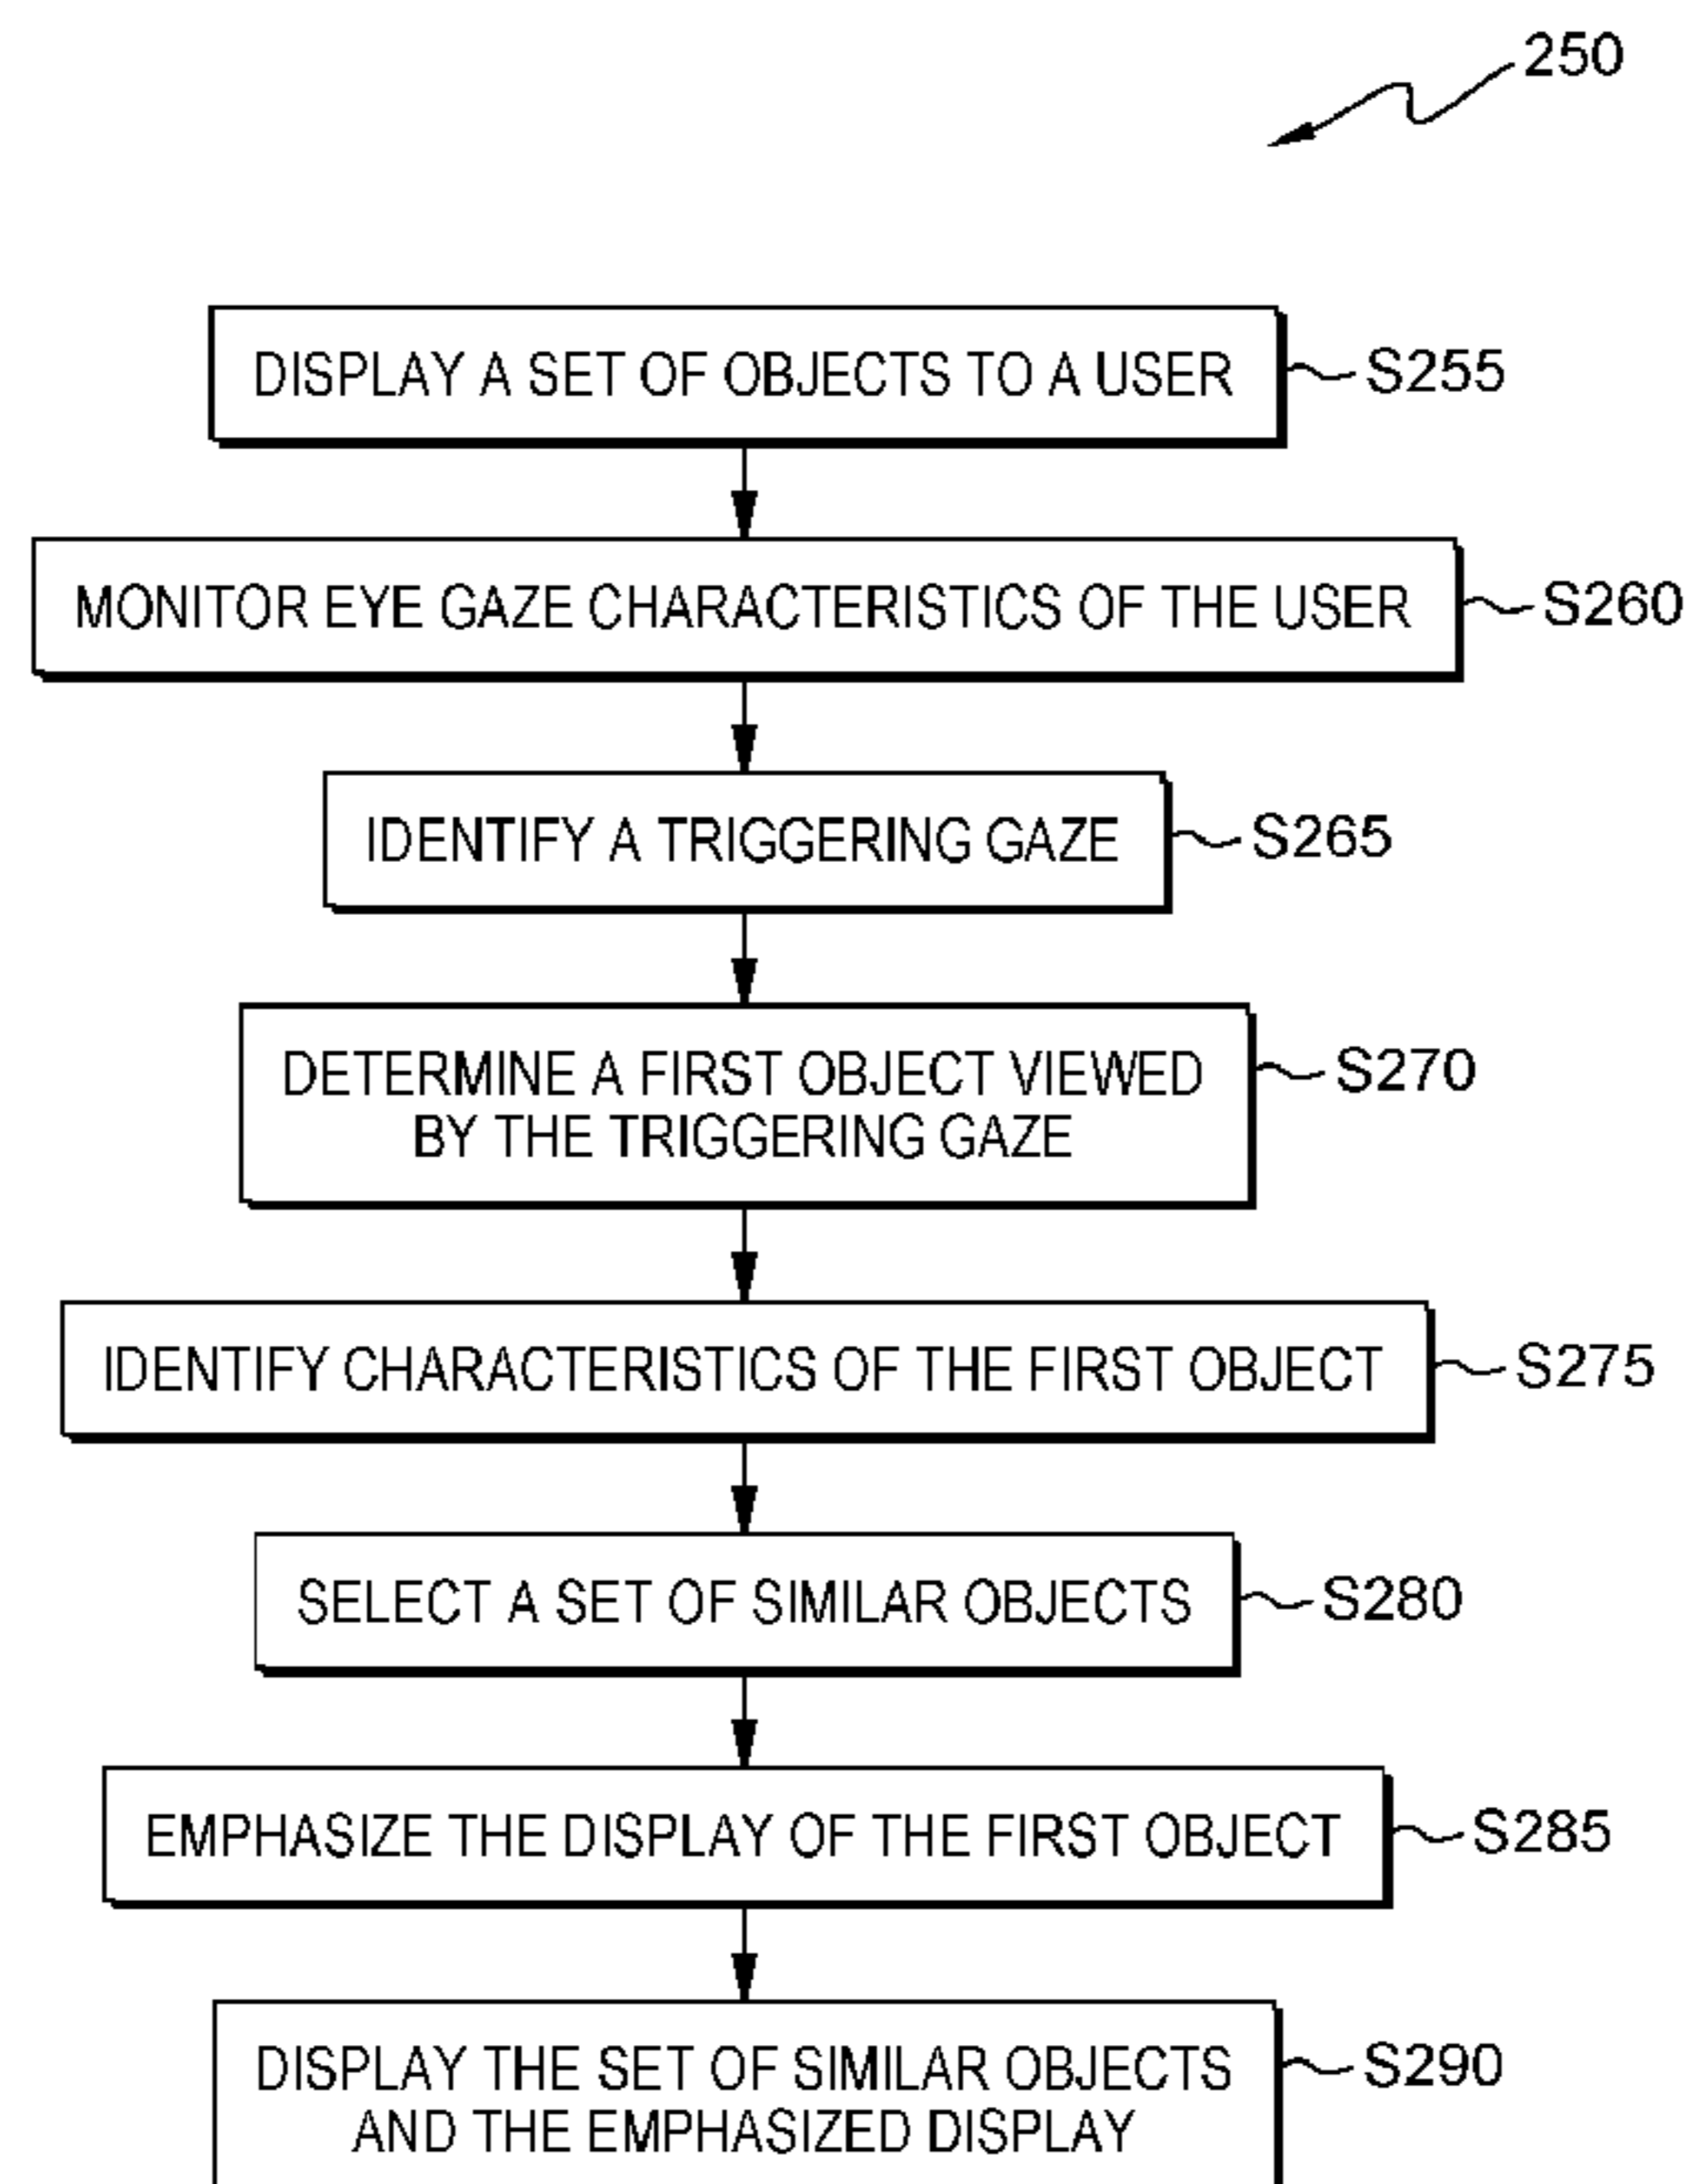 250
DISPLAY A SET OF OBJECTS TO A USER
S255
MONITOR EYE GAZE CHARACTERISTICS OF THE USER
S260
IDENTIFY A TRIGGERING GAZE
S265
DETERMINE A FIRST OBJECT VIEWED
BY THE TRIGGERING GAZE
S270
IDENTIFY CHARACTERISTICS OF THE FIRST OBJECT
S275
SELECT A SET OF SIMILAR OBJECTS
S280
EMPHASIZE THE DISPLAY OF THE FIRST OBJECT
S285
DISPLAY THE SET OF SIMILAR OBJECTS
AND THE EMPHASIZED DISPLAY
S290